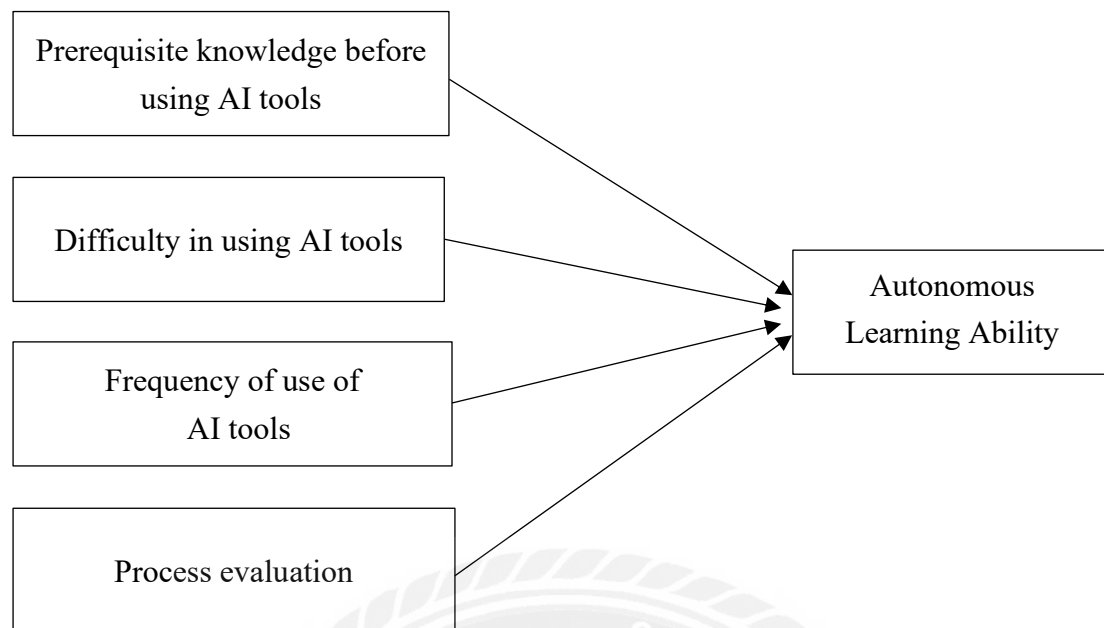 Prerequisite knowledge before
using AI tools
Difficulty in using AI tools
Frequency of use of
AI tools
Process evaluation
Autonomous
Learning Ability